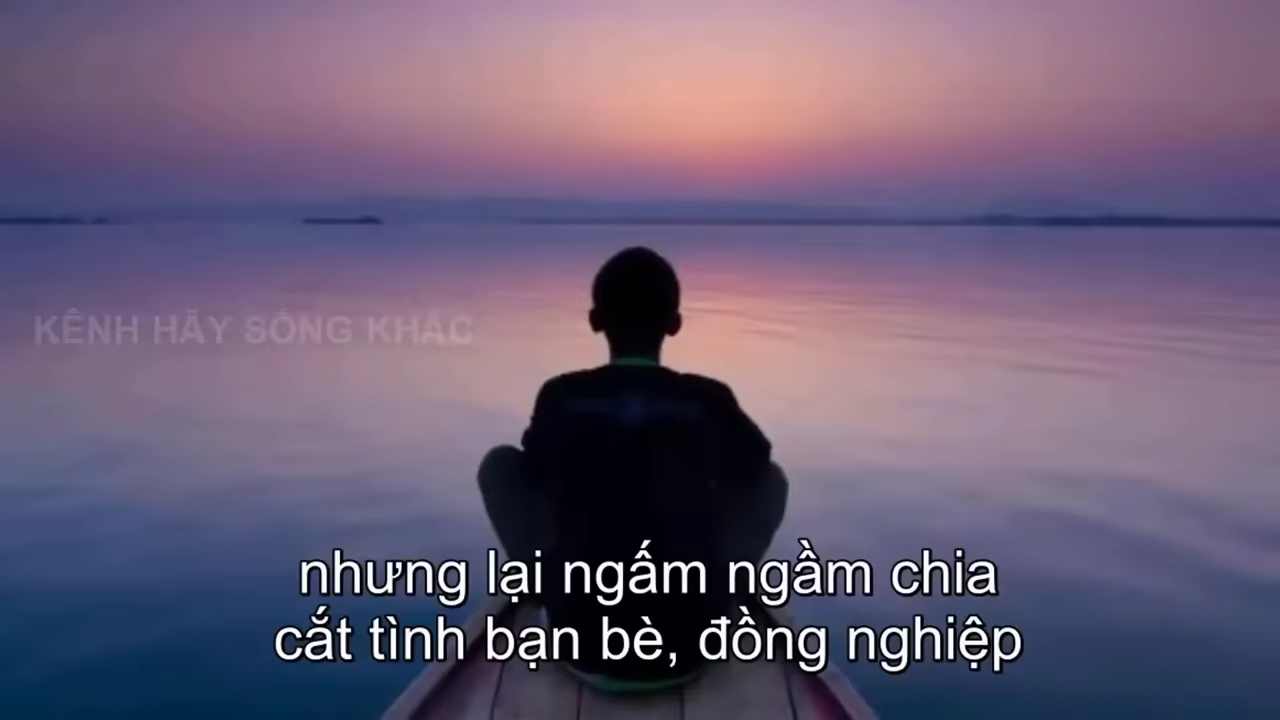 KÊNH HÃY SỐNG KHÁC
nhưng lại ngấm ngầm chia
cắt tình bạn bè, đồng nghiệp